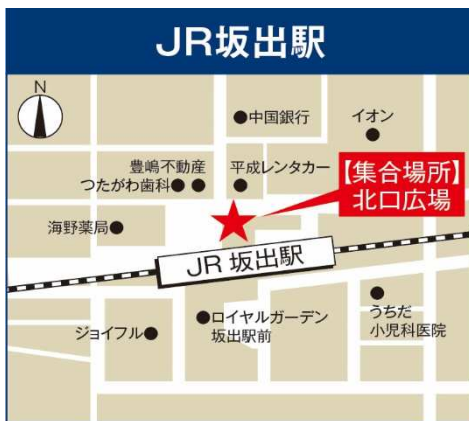 JR坂出駅
N
中国銀行
イオン
豊嶋不動産
平成レンタカー
つたがわ歯科
【集合場所】
北口広場
海野薬局
JR 坂出駅
ロイヤルガーデン
坂出駅前
うちだ
小児科医院
ジョイフル